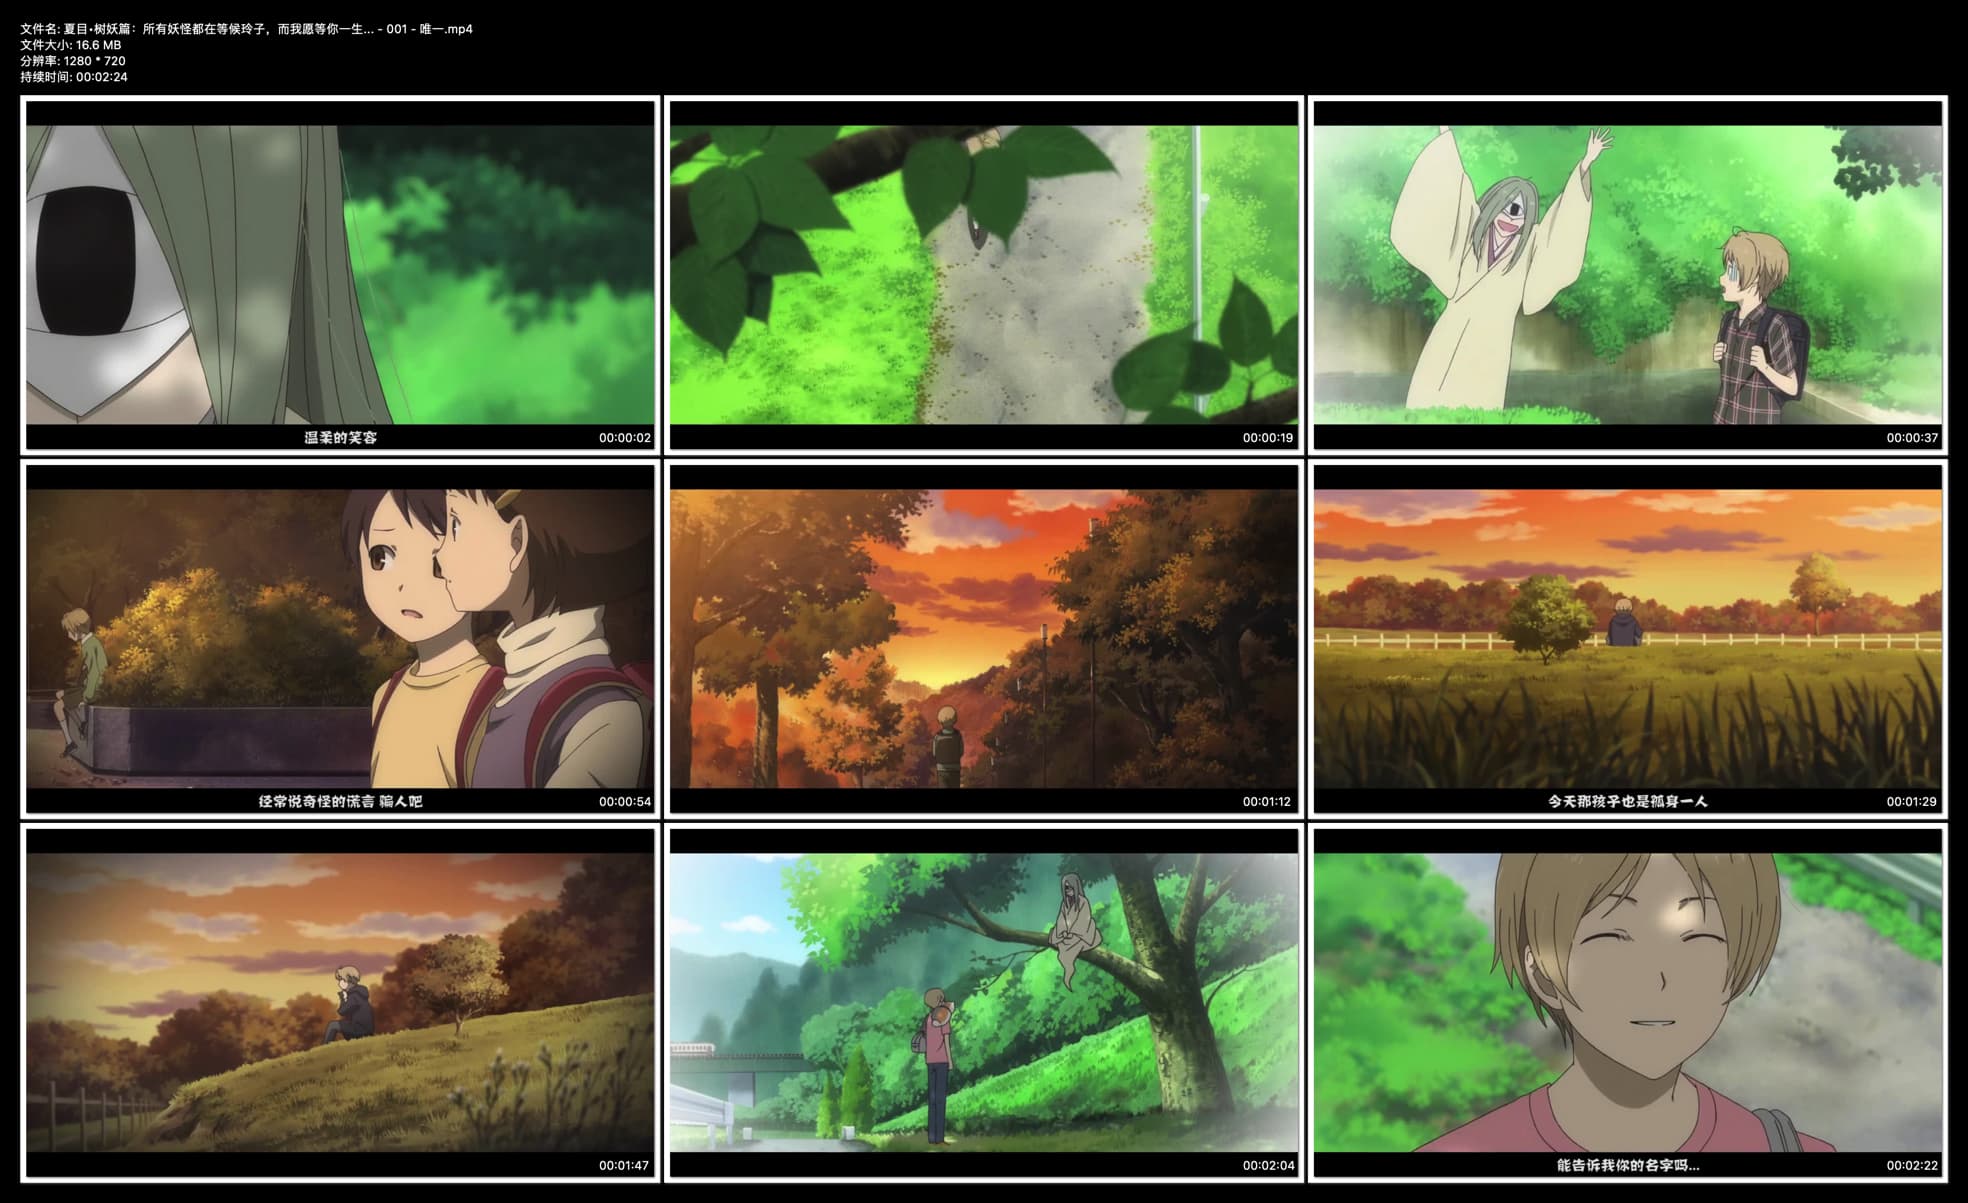 文件名: 夏目•树妖篇：所有妖怪都在等候玲子，而我愿等你一生... - 001 - 唯一.mp4
文件大小: 16.6 MB
分辨率: 1280 * 720
持续时间: 00:02:24
温柔的笑容
00:00:02
00:00:19
00:00:37
经常说奇怪的谎言 骗人吧
00:00:54
00:01:12
今天那孩子也是孤身一人
00:01:29
00:01:47
00:02:04
能告诉我你的名字吗...
00:02:22